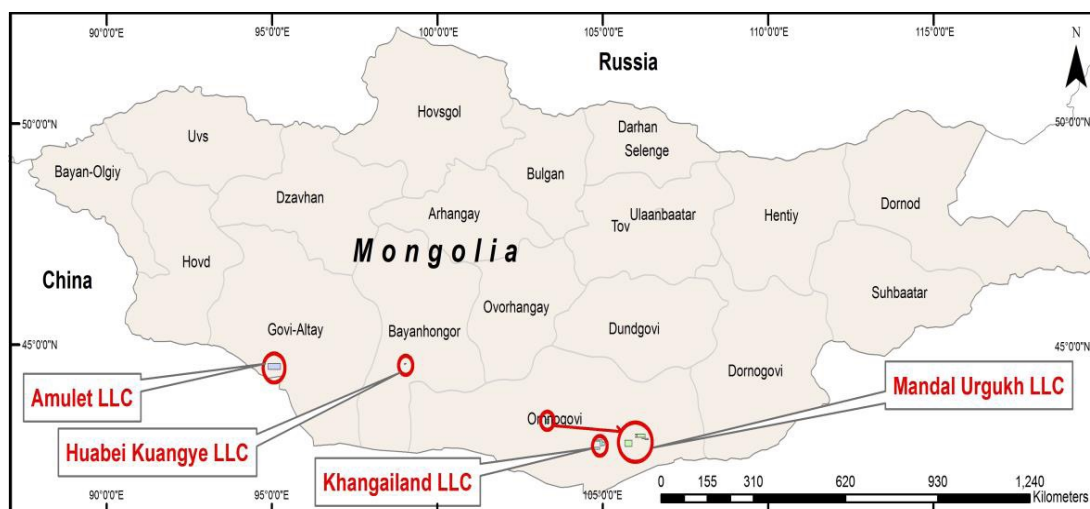 90°0'0"E 95°0'0"E 100°0'0"E 105°0'0"E 110°0'0"E 115°0'0"E
N
Russia
Hovsgol
50°0'0"N
50°0'0"N
Uvs
Darhan
Selenge
Bayan-Olgiy
Bulgan
Dzavhan
Arhangay
Ulaanbaatar
Tov
Hentiy
Dornod
Mongolia
Hovd
China
Suhbaatar
Ovorhangay
Govi-Altay
Bayanhongor
Dundgovi
45°0'0"N
45°0'0"N
Dornogovi
Mandal Urgukh LLC
Amulet LLC
Omnogovi
Huabei Kuangye LLC
Khangailand LLC
90°0'0"E 95°0'0"E 100°0'0"E 105°0'0"E
0 155 310 620 930 1,240
Kilometers